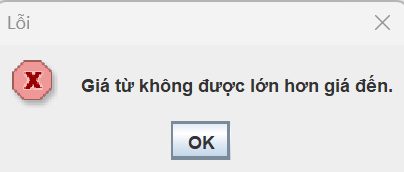 Lỗi
Giá từ không được lớn hơn giá đến.
OK